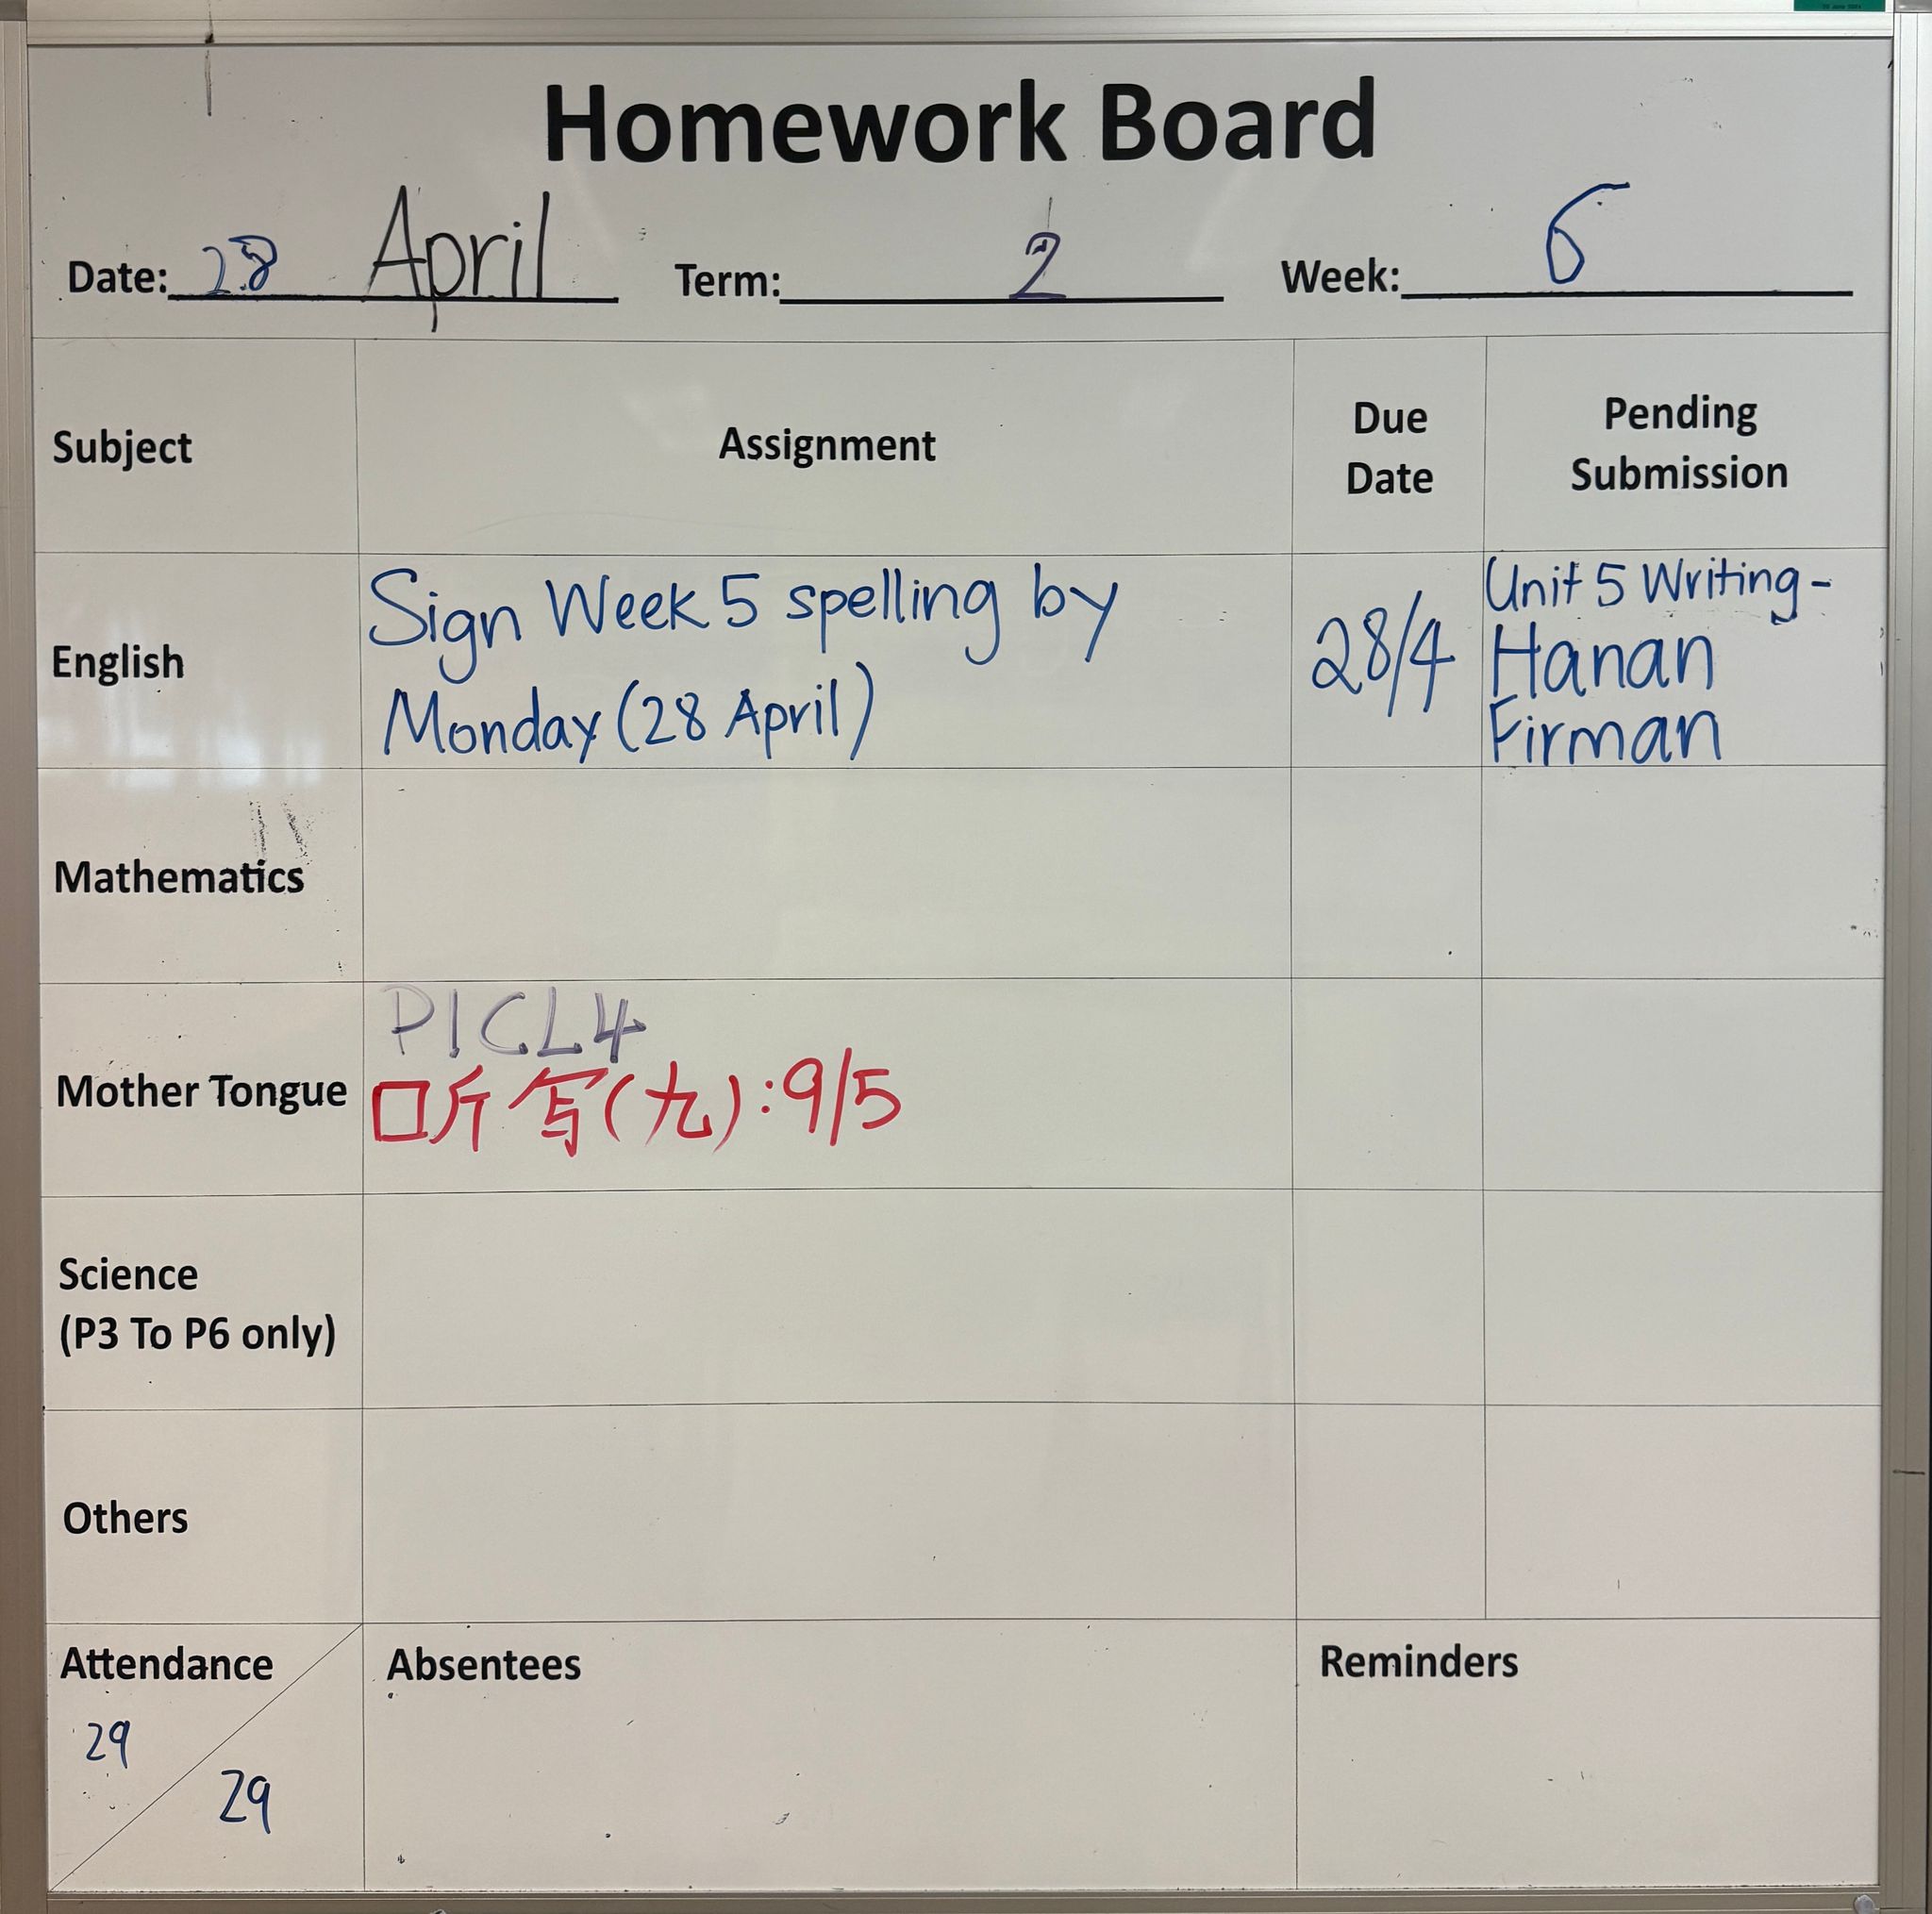 Homework Board
Date: 28 April Term: 2 Week: 6
Subject Assignment Due Date Pending Submission
English
Sign Week 5 spelling by
Monday (28 April)
28/4
Unit 5 Writing-
Hanan
Firman
Mathematics
Mother Tongue
P1CL4
听写(九):9/5
Science
(P3 To P6 only)
Others
Attendance
29
29
Absentees
Reminders